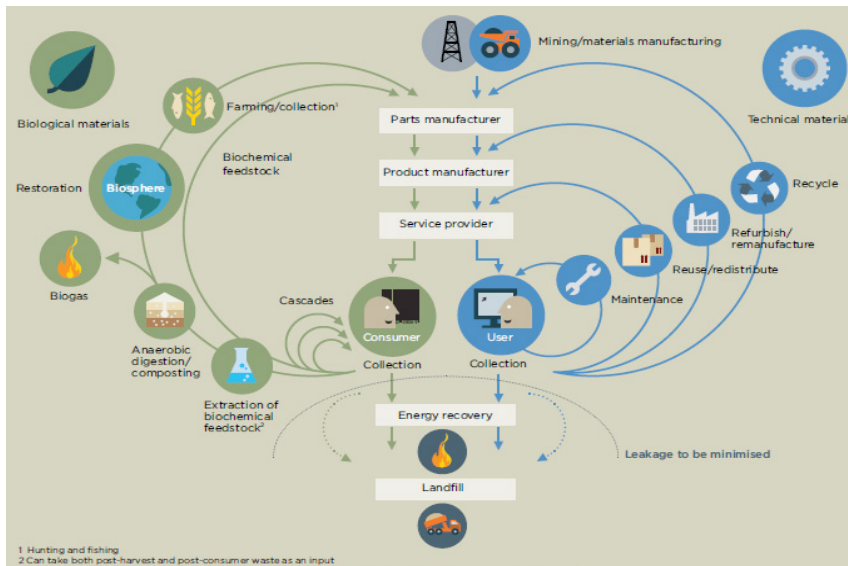 Mining/materials manufacturing
Biological materials
Farming/collection¹
Parts manufacturer
Technical material
Biochemical
feedstock
Product manufacturer
Restoration
Biosphere
Recycle
Service provider
Refurbish/
remanufacture
Reuse/redistribute
Biogas
Cascades
Maintenance
Consumer
User
Anaerobic
digestion/
composting
Collection
Collection
Extraction of
biochemical
feedstock²
Energy recovery
Leakage to be minimised
Landfill
1 Hunting and fishing
2 Can take both post-harvest and post-consumer waste as an input